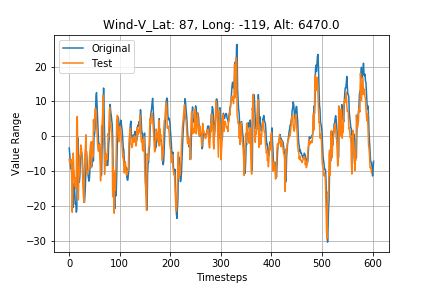 Wind-V_Lat: 87, Long: -119, Alt: 6470.0
Original
Test
Value Range
20
10
0
−10
−20
−30
0 100 200 300 400 500 600
Timesteps